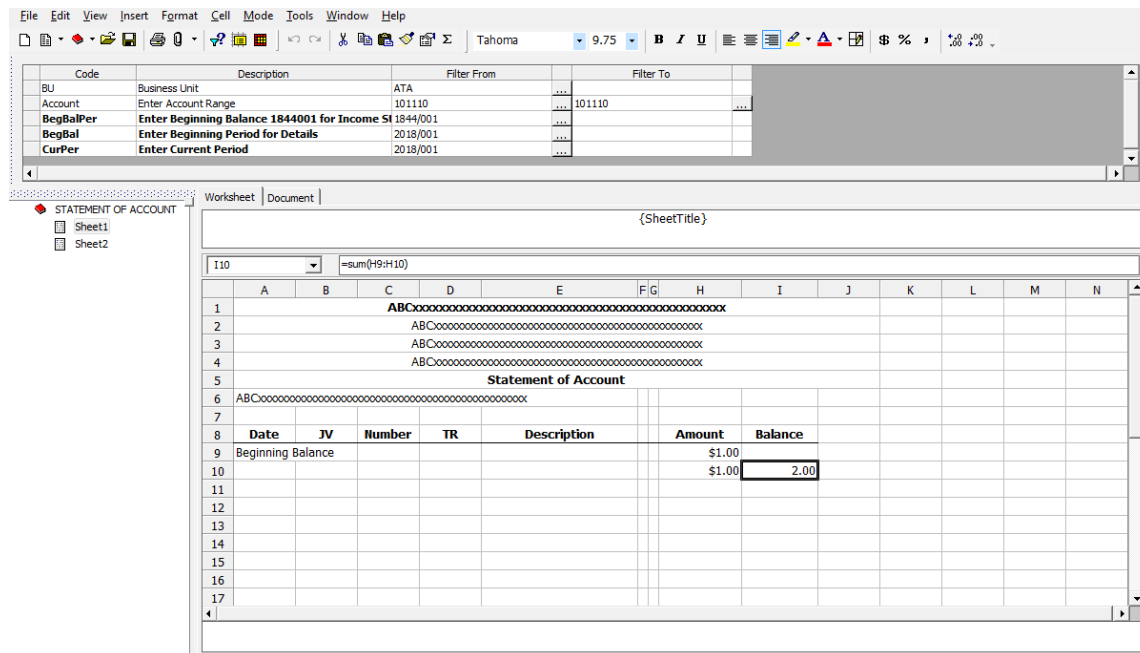 File Edit View Insert Format Cell Mode Tools Window Help
Σ Tahoma 9.75 B I U A $ % , .00 .00
Code Description Filter From Filter To
BU Business Unit ATA ...
Account Enter Account Range 101110 ... 101110 ...
BegBalPer Enter Beginning Balance 1844001 for Income St 1844/001 ...
BegBal Enter Beginning Period for Details 2018/001 ...
CurPer Enter Current Period 2018/001 ...
STATEMENT OF ACCOUNT
Sheet1
Sheet2
Worksheet Document
{SheetTitle}
I10 =sum(H9:H10)
A B C D E F G H I J K L M N
1
2
3
4
5 Statement of Account
6
7
8 Date JV Number TR Description Amount Balance
9 Beginning Balance $1.00
10 $1.00 2.00
11
12
13
14
15
16
17